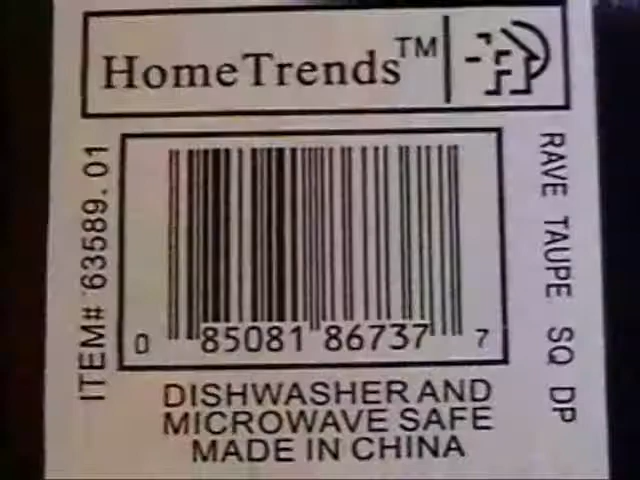 HomeTrends™
ITEM# 63589.01
0 85081 86737 7
RAVE TAUPE SQ DP
DISHWASHER AND
MICROWAVE SAFE
MADE IN CHINA